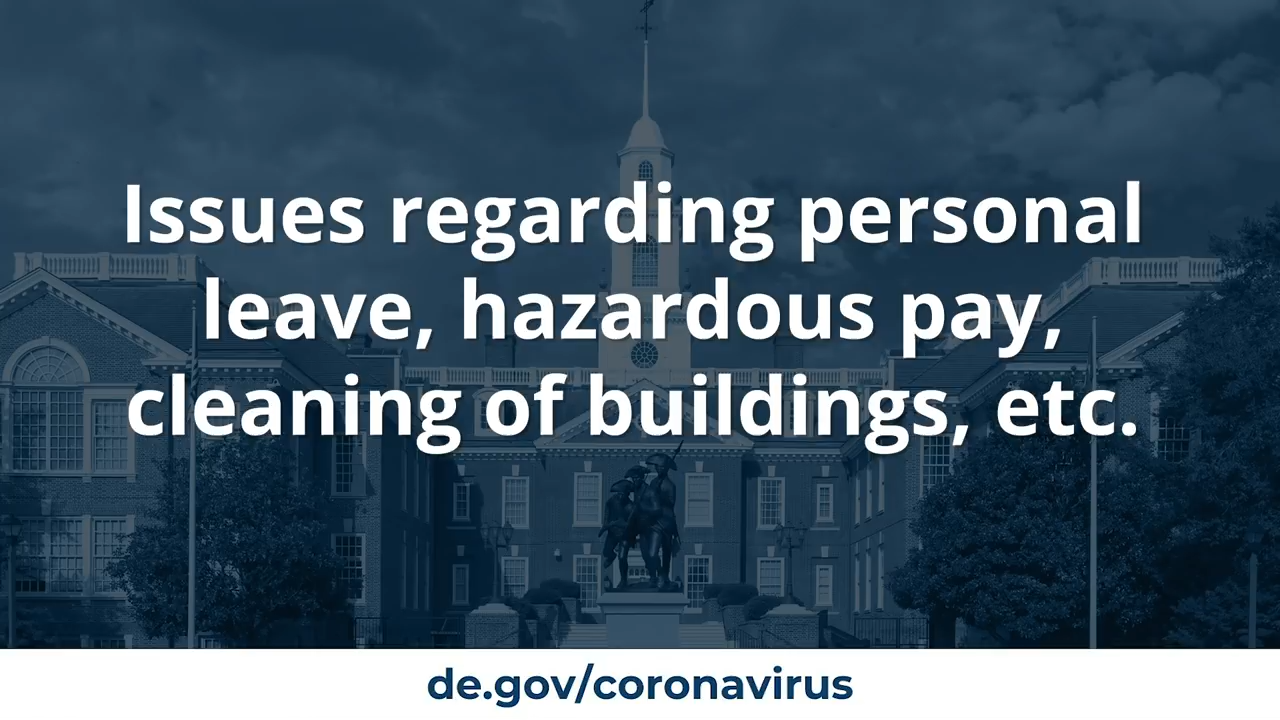 Issues regarding personal
leave, hazardous pay,
cleaning of buildings, etc.
de.gov/coronavirus